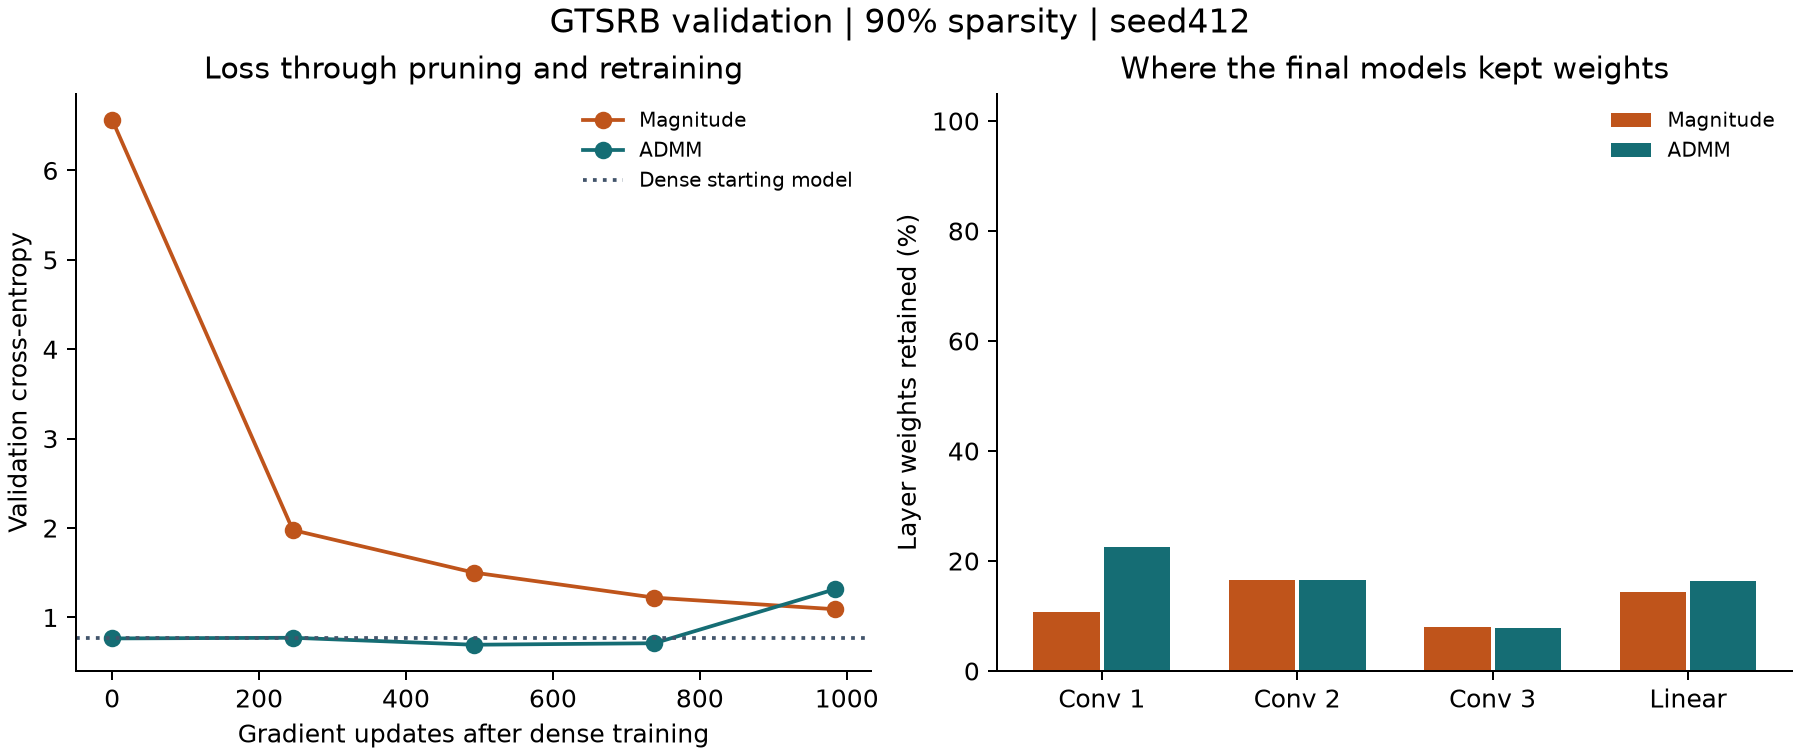 GTSRB validation | 90% sparsity | seed412
Loss through pruning and retraining
Magnitude
ADMM
Dense starting model
Validation cross-entropy
6
5
4
3
2
1
0
200
400
600
800
1000
Gradient updates after dense training
Where the final models kept weights
Magnitude
ADMM
Layer weights retained (%)
100
80
60
40
20
0
Conv 1
Conv 2
Conv 3
Linear